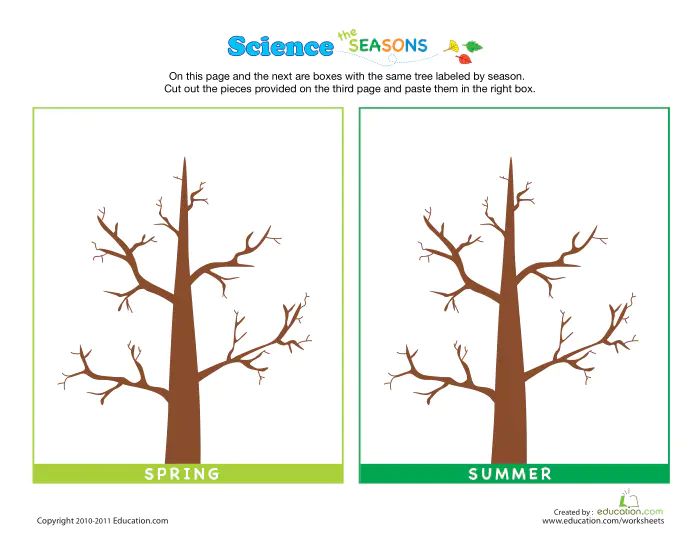 Science the SEASONS
On this page and the next are boxes with the same tree labeled by season.
Cut out the pieces provided on the third page and paste them in the right box.
SPRING
SUMMER
Copyright 2010-2011 Education.com
Created by : education.com
www.education.com/worksheets